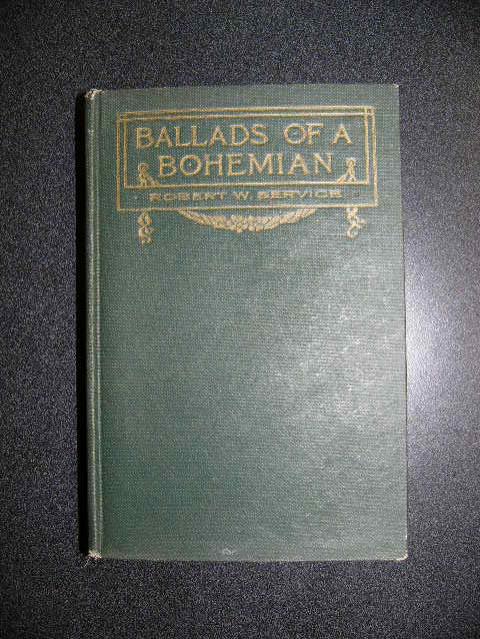 BALLADS OF A
BOHEMIAN
ROBERT W. SERVICE